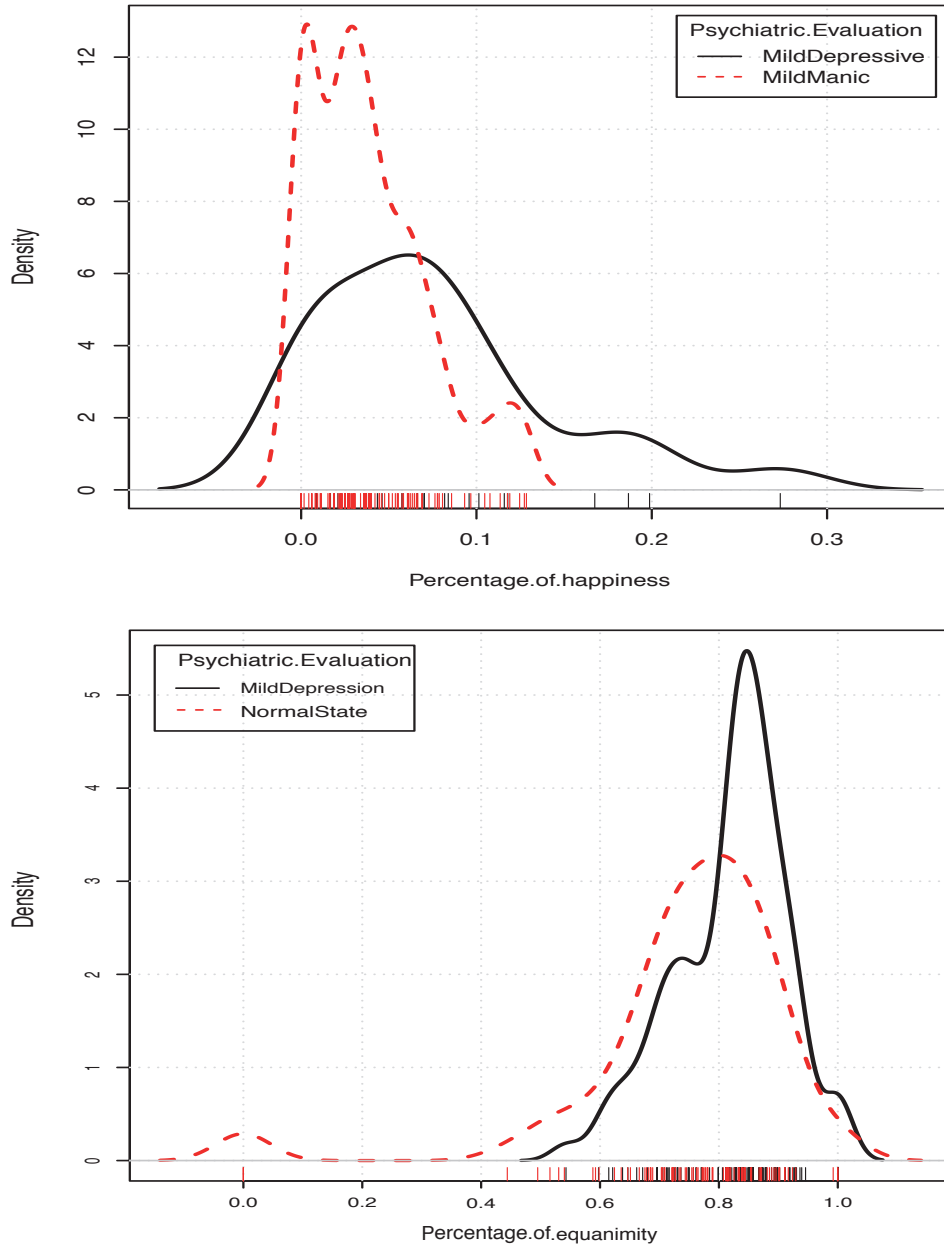 Psychiatric.Evaluation
MildDepressive
MildManic
12
10
8
6
4
2
0
Density
0.0 0.1 0.2 0.3
Percentage.of.happiness
Psychiatric.Evaluation
MildDepression
NormalState
5
4
3
2
1
0
Density
0.0 0.2 0.4 0.6 0.8 1.0
Percentage.of.equanimity